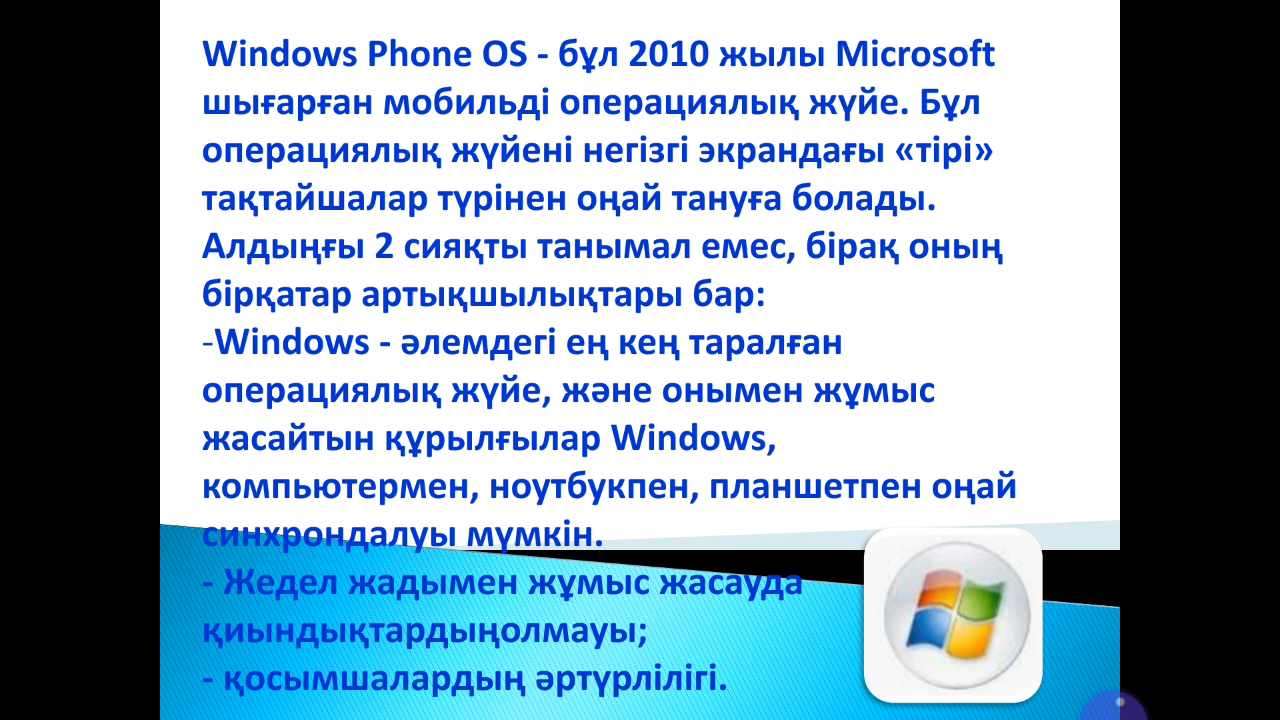 Windows Phone OS - бұл 2010 жылы Microsoft
шығарған мобильді операциялық жүйе. Бұл
операциялық жүйені негізгі экрандағы «тірі»
тақтайшалар түрінен оңай тануға болады.
Алдыңғы 2 сияқты танымал емес, бірақ оның
бірқатар артықшылықтары бар:
-Windows - әлемдегі ең кең таралған
операциялық жүйе, және онымен жұмыс
жасайтын құрылғылар Windows,
компьютермен, ноутбукпен, планшетпен оңай
синхрондалуы мүмкін.
- Жедел жадымен жұмыс жасауда
қиындықтардыңолмауы;
- қосымшалардың әртүрлілігі.